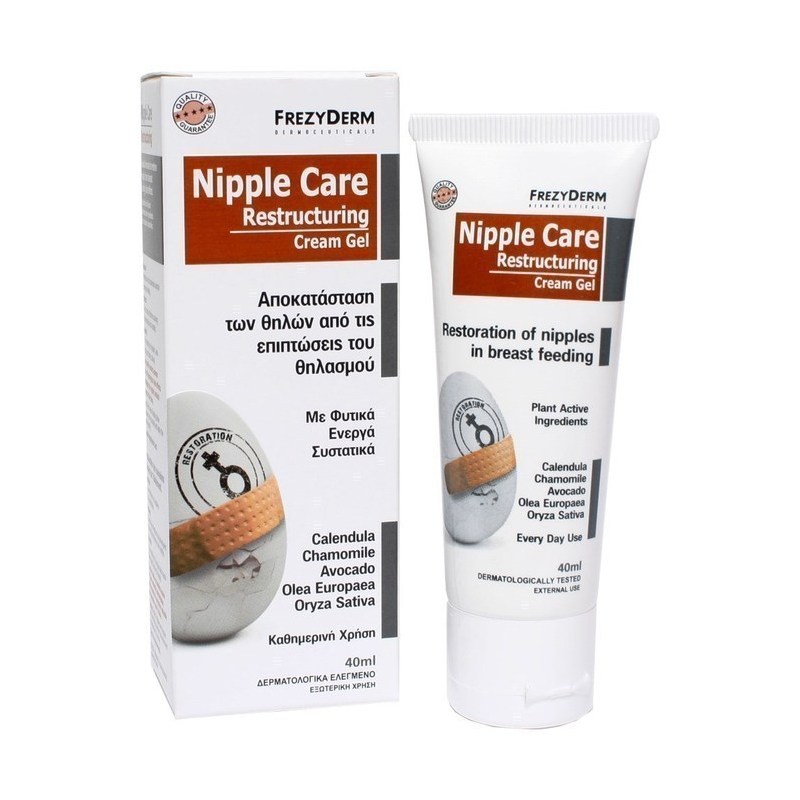 QUALITY
GUARANTEE
FREZYDERM
DERMOCEUTICALS
Nipple Care
Restructuring
Cream Gel
Αποκατάσταση
των θηλών από τις
επιπτώσεις του
θηλασμού
RESTORATION
Με Φυτικά
Ενεργά
Συστατικά
Calendula
Chamomile
Avocado
Olea Europaea
Oryza Sativa
Καθημερινή Χρήση
40ml
ΔΕΡΜΑΤΟΛΟΓΙΚΑ ΕΛΕΓΜΕΝΟ
ΕΞΩΤΕΡΙΚΗ ΧΡΗΣΗ
QUALITY
GUARANTEE
FREZYDERM
DERMOCEUTICALS
Nipple Care
Restructuring
Cream Gel
Restoration of nipples
in breast feeding
RESTORATION
Plant Active
Ingredients
Calendula
Chamomile
Avocado
Olea Europaea
Oryza Sativa
Every Day Use
40ml
DERMATOLOGICALLY TESTED
EXTERNAL USE